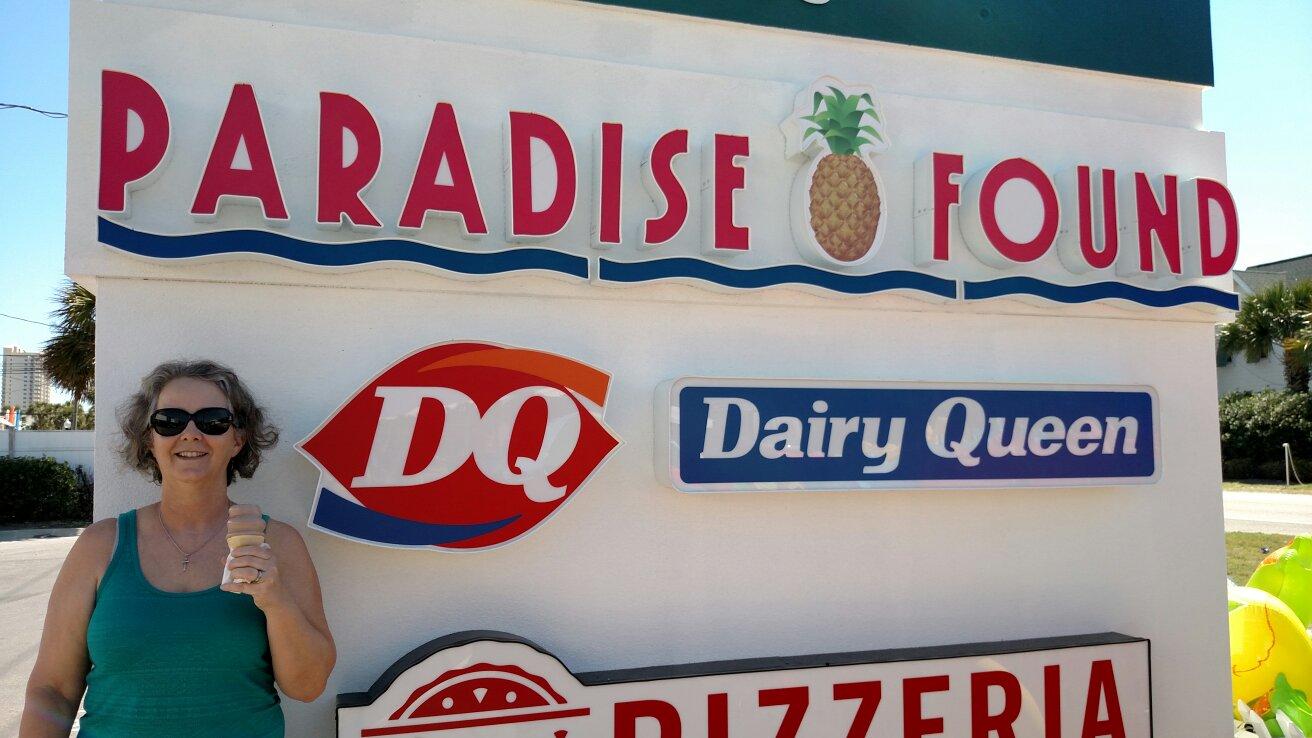 PARADISE FOUND
DQ
Dairy Queen
PIZZERIA